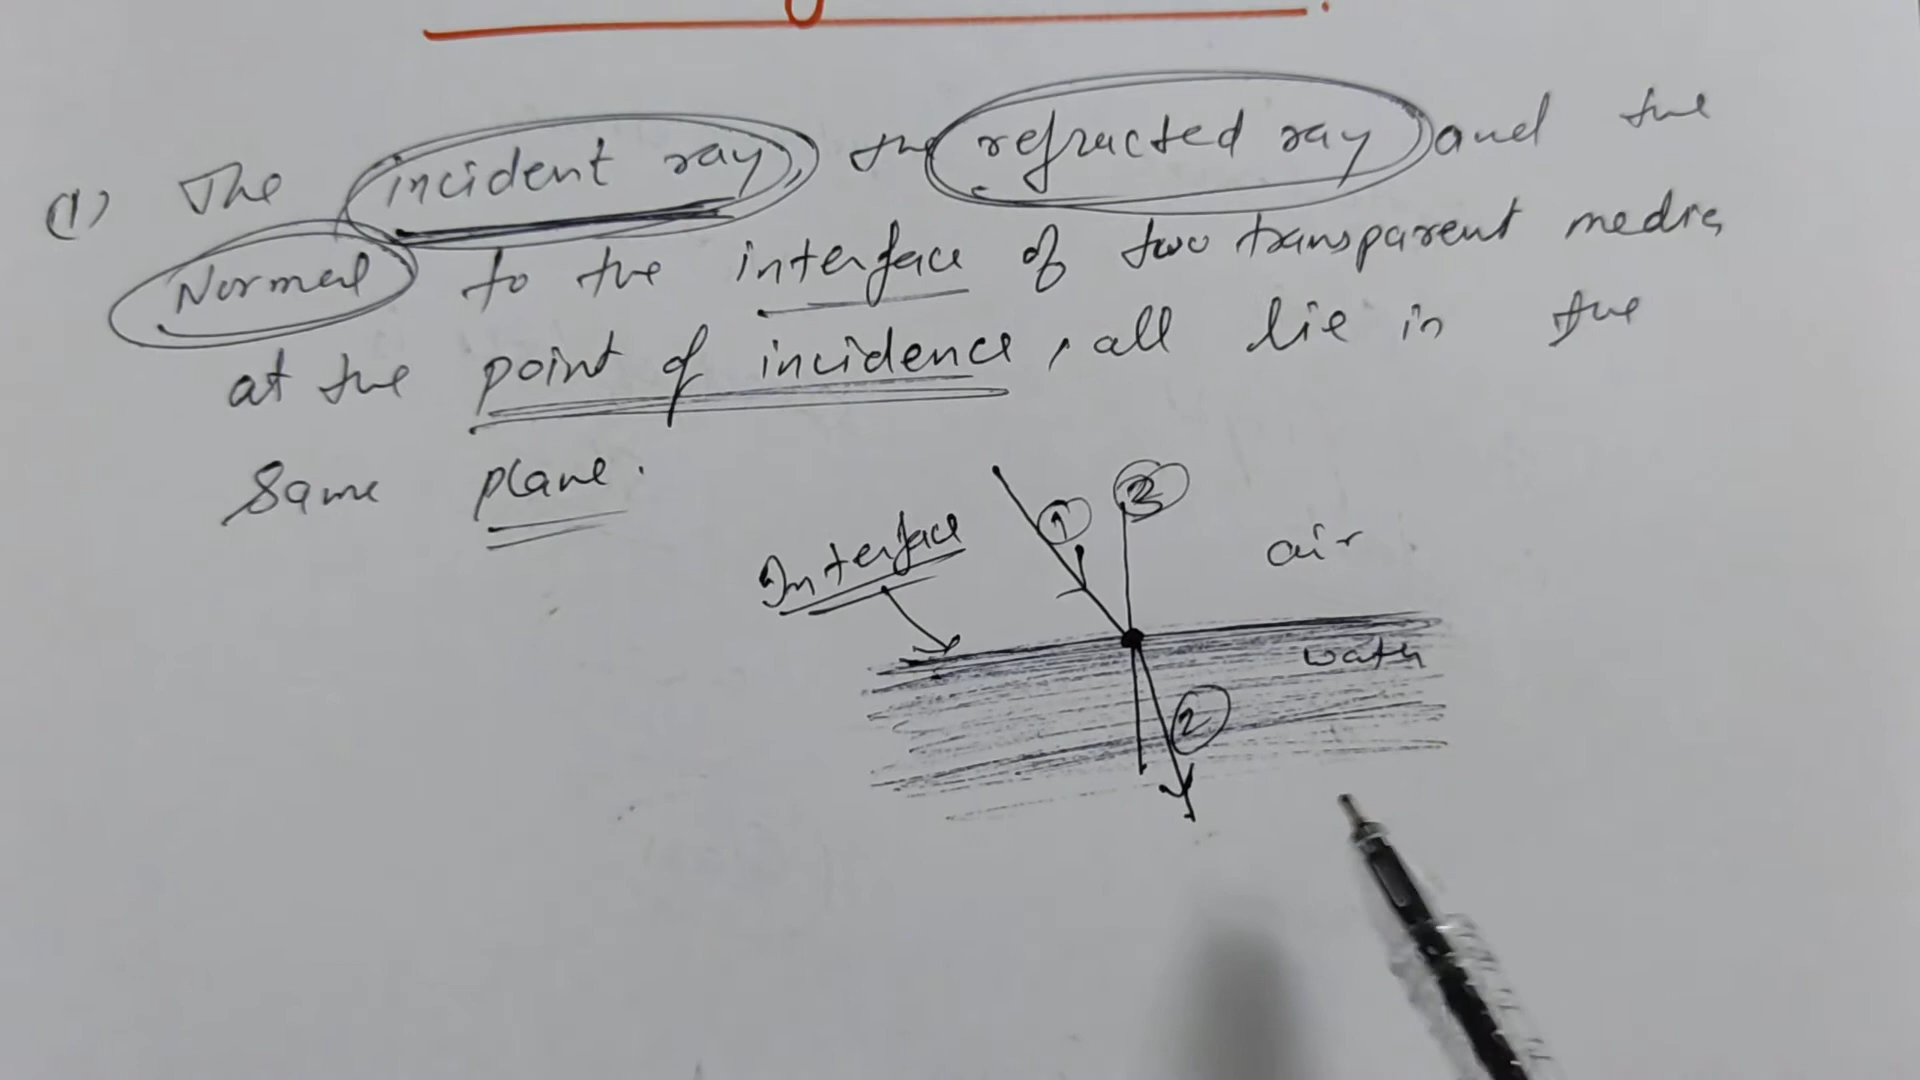 (1) The incident ray, the refracted ray and the
Normal to the interface of two transparent media
at the point of incidence, all lie in the
same plane.
1
3
Interface
air
water
2